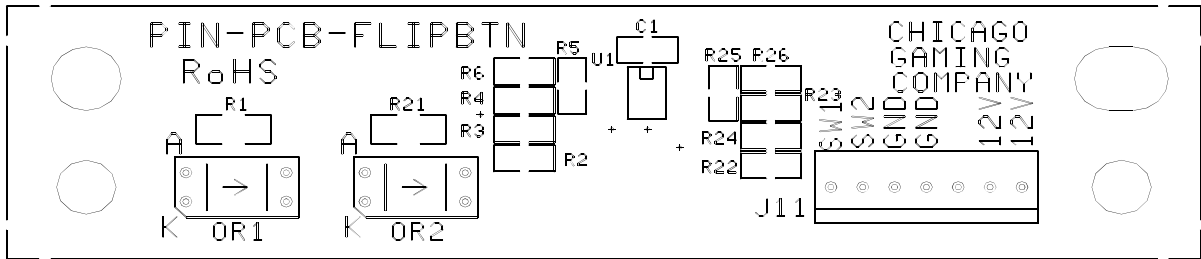 PIN-PCB-FLIPBTN
RoHS
R1
R21
A
A
K
OR1
K
OR2
R6
R4
R3
R5
R2
U1
C1
R25
R26
R23
R24
R22
CHICAGO
GAMING
COMPANY
SW1
SW2
GND
GND
12V
12V
J11